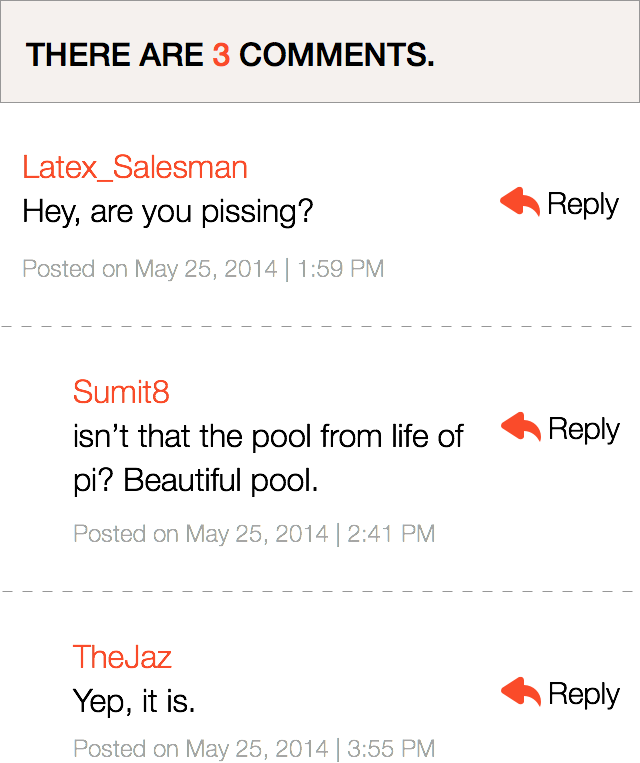 THERE ARE 3 COMMENTS.
Latex_Salesman
Hey, are you pissing?
Reply
Posted on May 25, 2014 | 1:59 PM
Sumit8
isn’t that the pool from life of
pi? Beautiful pool.
Reply
Posted on May 25, 2014 | 2:41 PM
TheJaz
Yep, it is.
Reply
Posted on May 25, 2014 | 3:55 PM